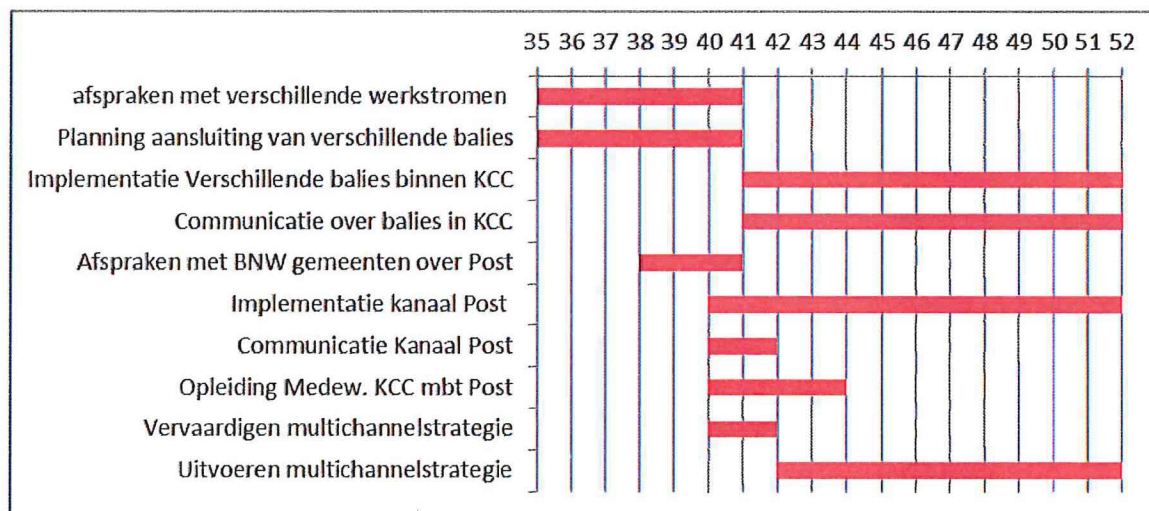 35 36 37 38 39 40 41 42 43 44 45 46 47 48 49 50 51 52
afspraken met verschillende werkstromen
Planning aansluiting van verschillende balies
Implementatie Verschillende balies binnen KCC
Communicatie over balies in KCC
Afspraken met BNW gemeenten over Post
Implementatie kanaal Post
Communicatie Kanaal Post
Opleiding Medew. KCC mbt Post
Vervaardigen multichannelstrategie
Uitvoeren multichannelstrategie